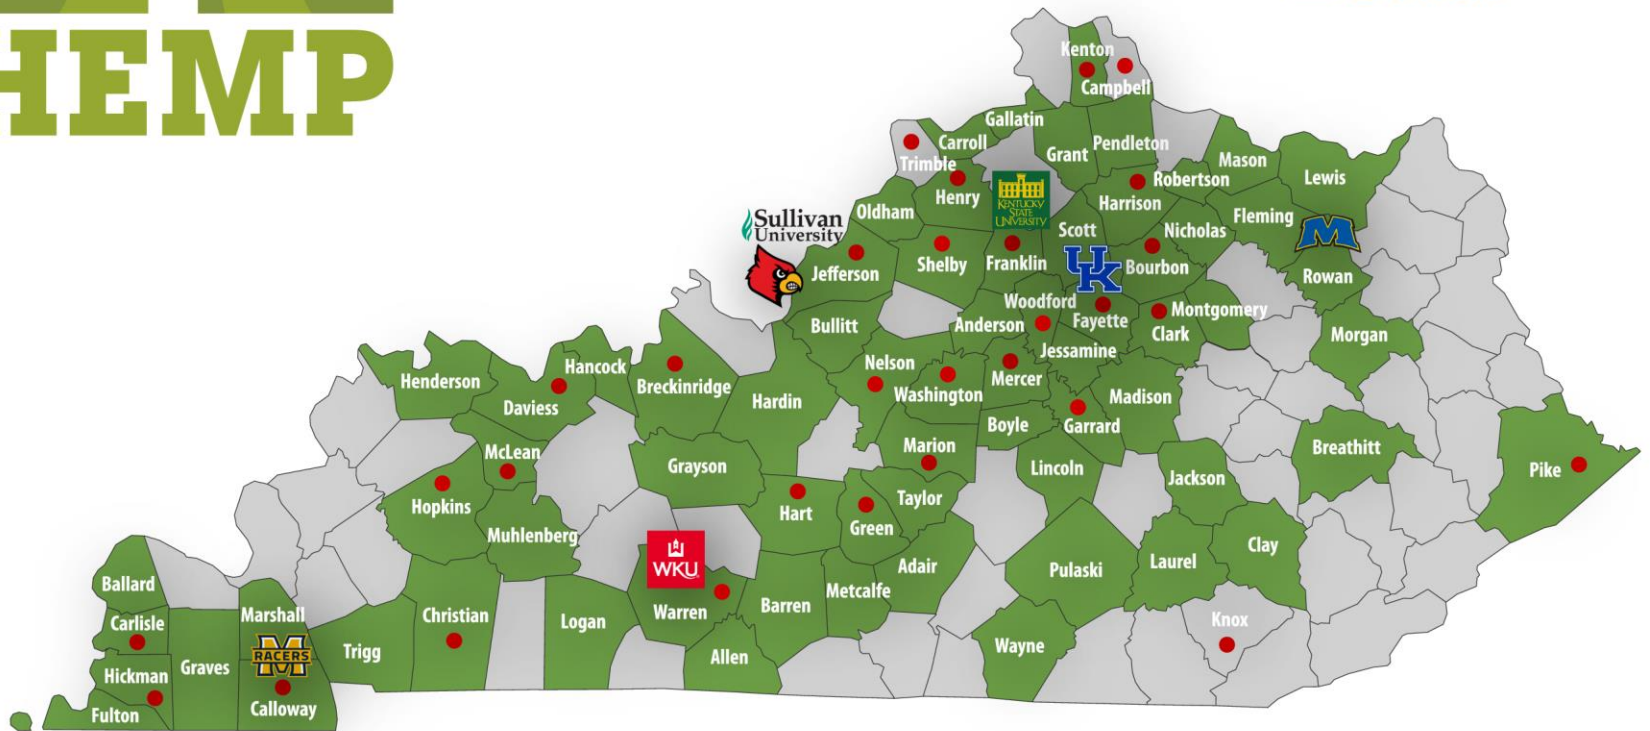 HEMP
Kenton
Campbell
Gallatin
Carroll
Trimble
Grant
Pendleton
Mason
Lewis
Henry
KENTUCKY
STATE
UNIVERSITY
Robertson
Harrison
Oldham
Fleming
M
Sullivan
University
Scott
Nicholas
Jefferson
Shelby
Franklin
UK
Bourbon
Rowan
Woodford
Bullitt
Anderson
Fayette
Montgomery
Clark
Morgan
Jessamine
Nelson
Hancock
Henderson
Breckinridge
Washington
Mercer
Madison
Daviess
Hardin
Boyle
Garrard
Marion
McLean
Grayson
Lincoln
Breathitt
Pike
Jackson
Hopkins
Hart
Taylor
Green
Muhlenberg
WKU
Adair
Pulaski
Laurel
Clay
Ballard
Metcalfe
Barren
Marshall
Christian
Logan
Warren
Carlisle
Knox
M
RACERS
Trigg
Allen
Wayne
Hickman
Graves
Calloway
Fulton